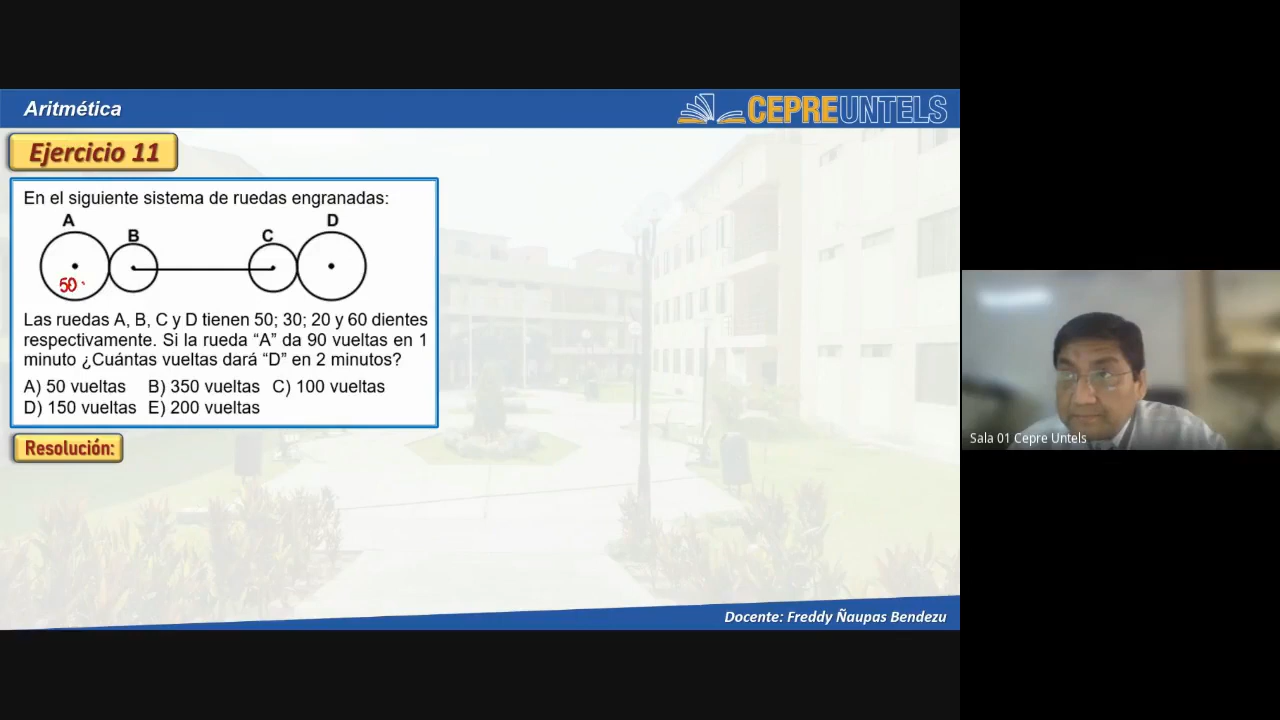 Aritmética
CEPREUNTELS
Ejercicio 11
En el siguiente sistema de ruedas engranadas:
A
B
C
D
50
Las ruedas A, B, C y D tienen 50; 30; 20 y 60 dientes
respectivamente. Si la rueda “A” da 90 vueltas en 1
minuto ¿Cuántas vueltas dará “D” en 2 minutos?
A) 50 vueltas B) 350 vueltas C) 100 vueltas
D) 150 vueltas E) 200 vueltas
Resolución:
Sala 01 Cepre Untels
Docente: Freddy Ñaupas Bendezu